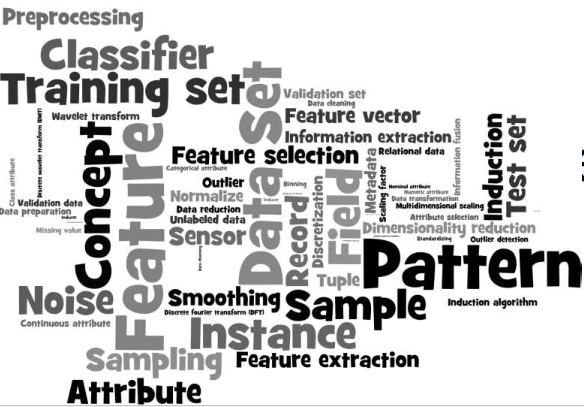 Preprocessing
Classifier
Training set
Data Set
Validation set
Data cleaning
Wavelet transform
Discrete wavelet transform (DWT)
Feature vector
Information extraction
Information fusion
Induction
Test set
Concept
Feature
Feature selection
Metadata
Relational data
Categorical attribute
Class attribute
Outlier
Binning
Discretization
Field
Scaling factor
Nominal attribute
Numeric attribute
Normalize
Data transformation
Validation data
Data preparation
Data reduction
Multidimensional scaling
Unlabeled data
Attribute selection
Missing value
Sensor
Record
Dimensionality reduction
Standardizing
Outlier detection
Tuple
Pattern
Noise
Smoothing
Sample
Induction algorithm
Discrete fourier transform (DFT)
Continuous attribute
Instance
Sampling
Feature extraction
Attribute